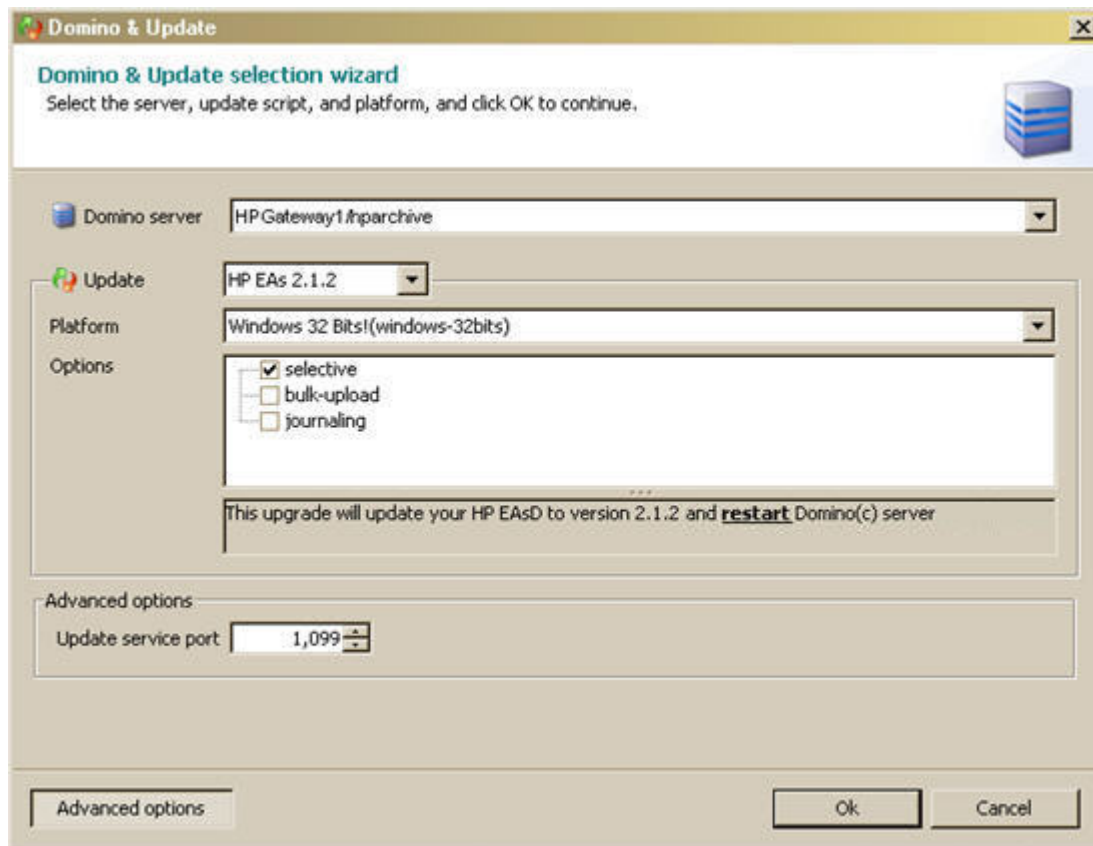 Domino & Update
Domino & Update selection wizard
Select the server, update script, and platform, and click OK to continue.
Domino server
HPGateway1/hparchive
Update
HP EAs 2.1.2
Platform
Windows 32 Bits!(windows-32bits)
Options
selective
bulk-upload
journaling
This upgrade will update your HP EAsD to version 2.1.2 and restart Domino(c) server
Advanced options
Update service port
1,099
Advanced options
Ok
Cancel